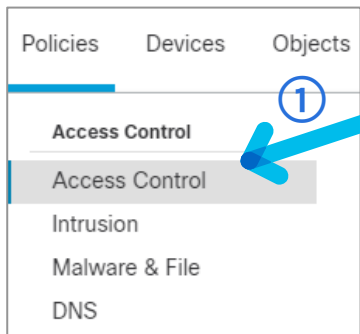 Policies Devices Objects
①
Access Control
Access Control
Intrusion
Malware & File
DNS